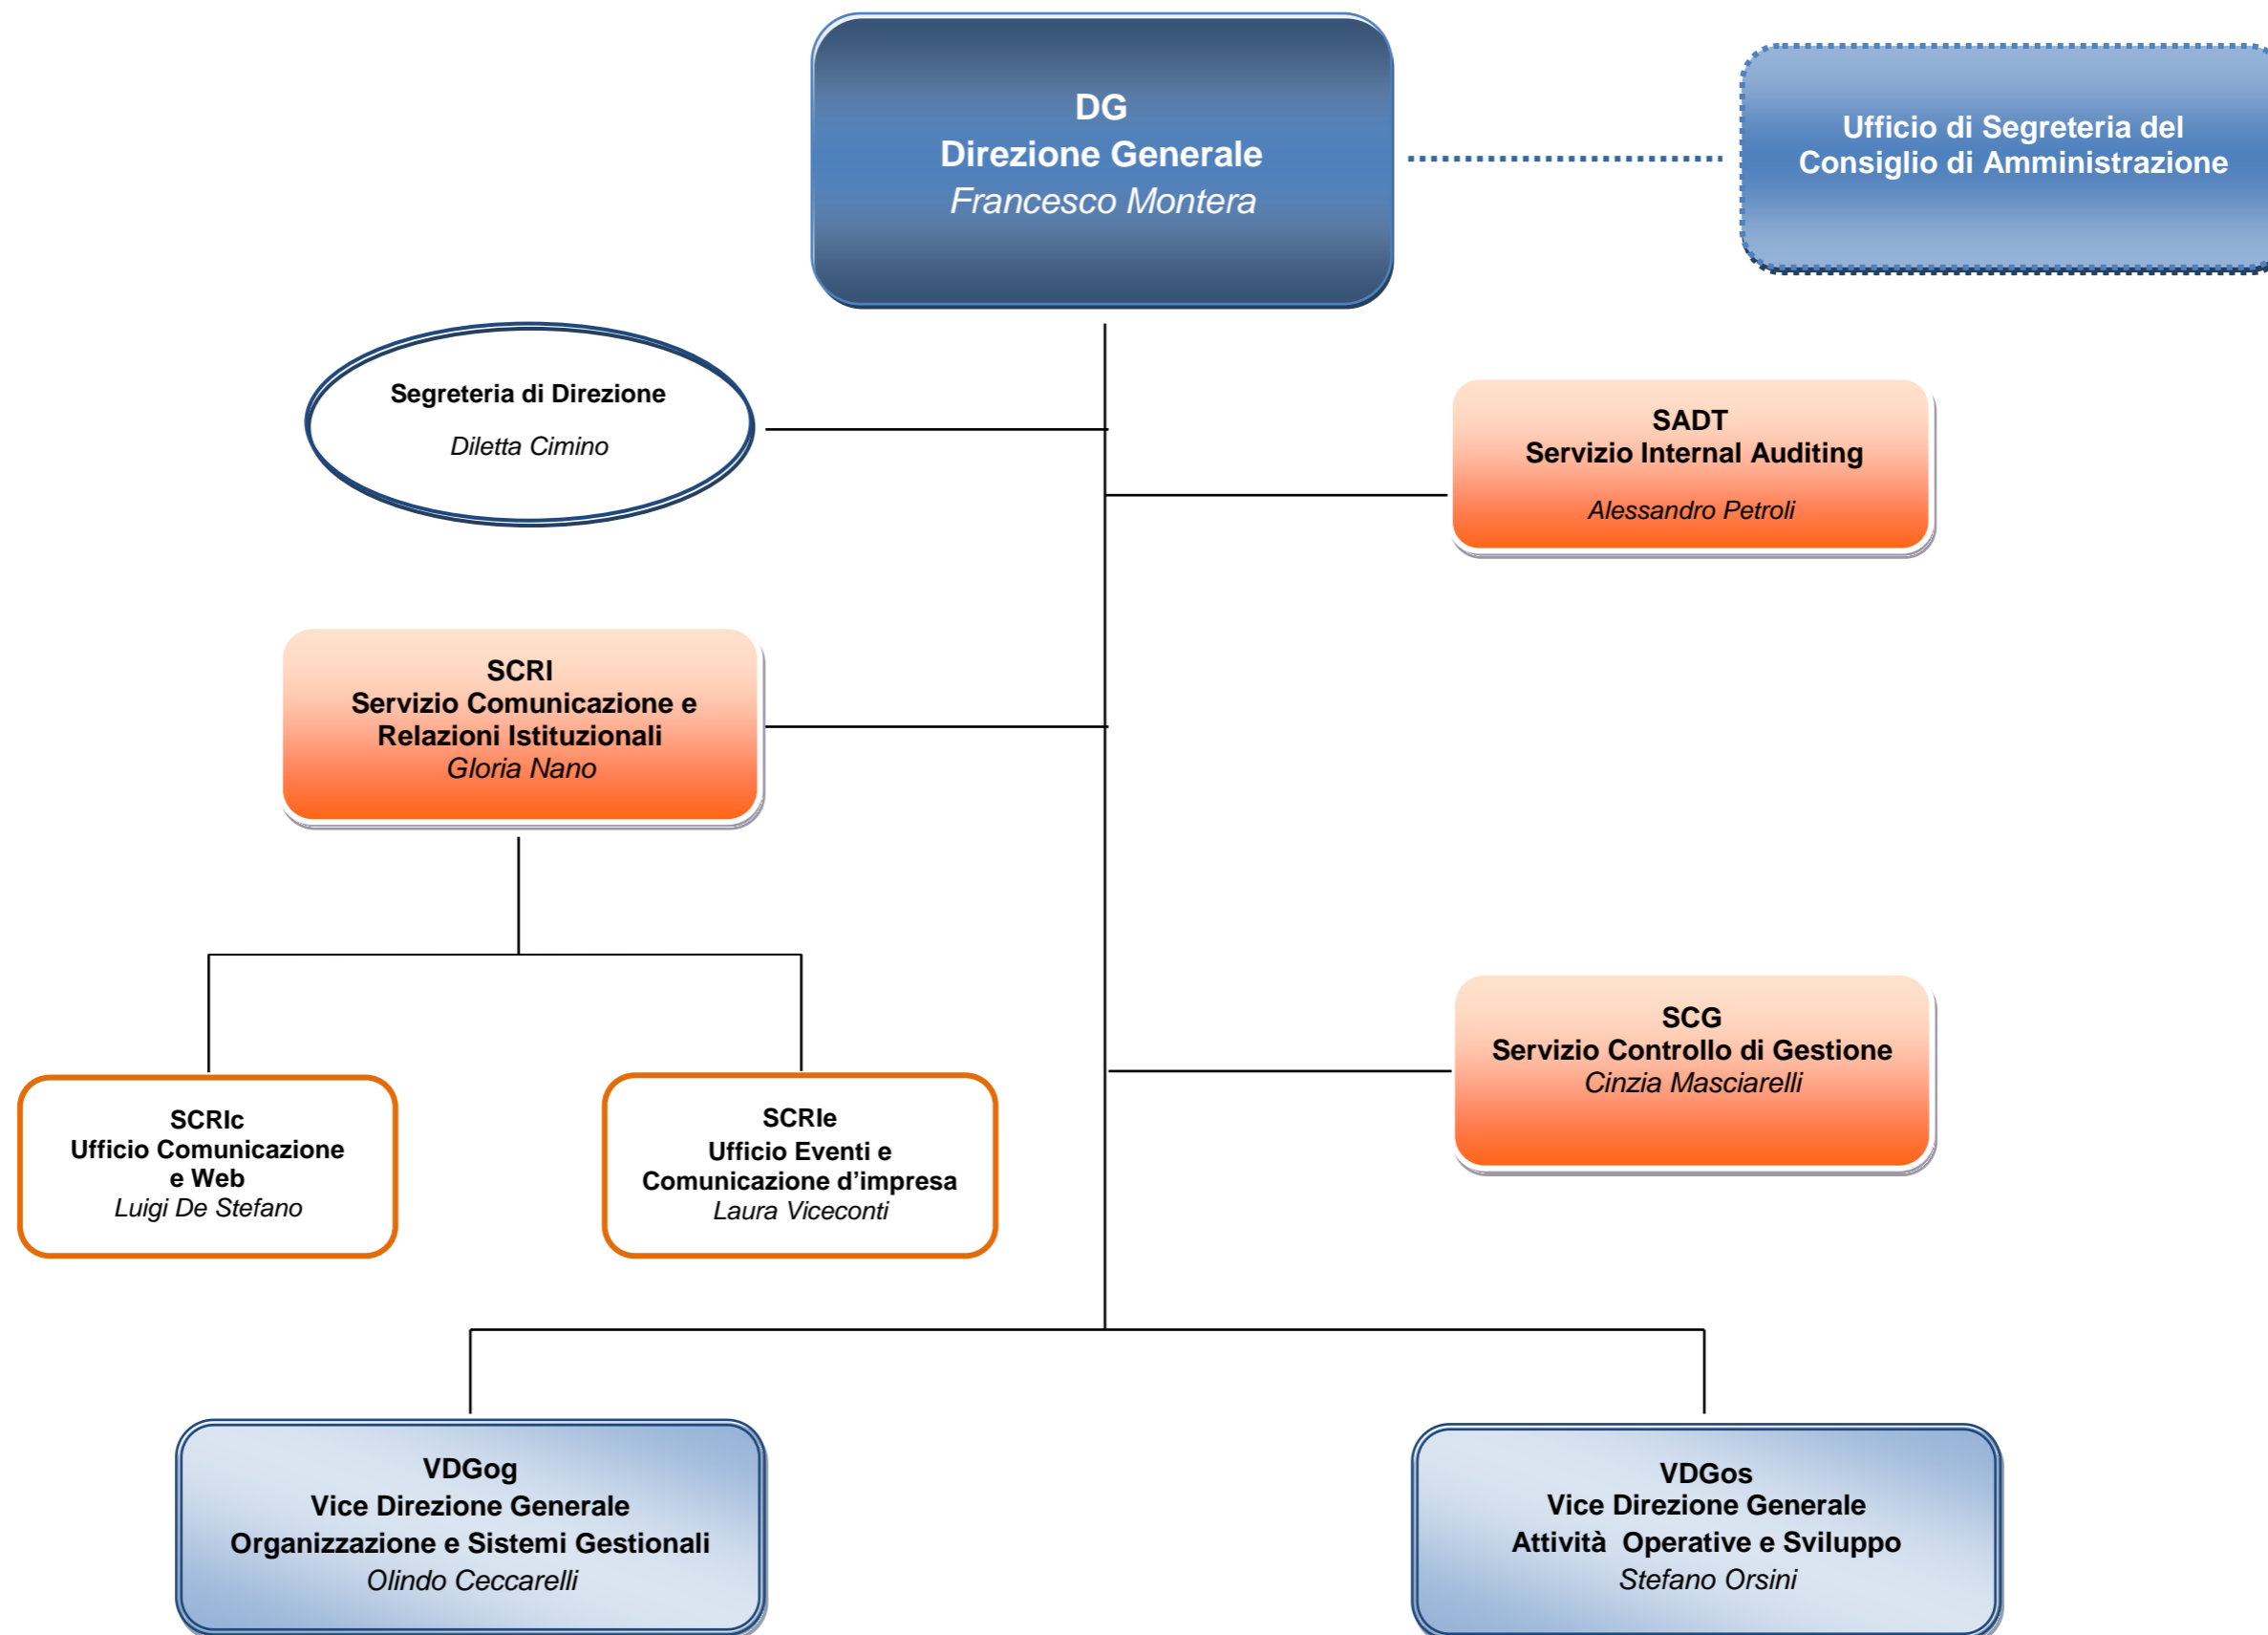 DG
Direzione Generale
Francesco Montera
Ufficio di Segreteria del
Consiglio di Amministrazione
Segreteria di Direzione
Diletta Cimino
SADT
Servizio Internal Auditing
Alessandro Petroli
SCRI
Servizio Comunicazione e
Relazioni Istituzionali
Gloria Nano
SCG
Servizio Controllo di Gestione
Cinzia Masciarelli
SCRIc
Ufficio Comunicazione
e Web
Luigi De Stefano
SCRIe
Ufficio Eventi e
Comunicazione d’impresa
Laura Viceconti
VDGog
Vice Direzione Generale
Organizzazione e Sistemi Gestionali
Olindo Ceccarelli
VDGos
Vice Direzione Generale
Attività  Operative e Sviluppo
Stefano Orsini